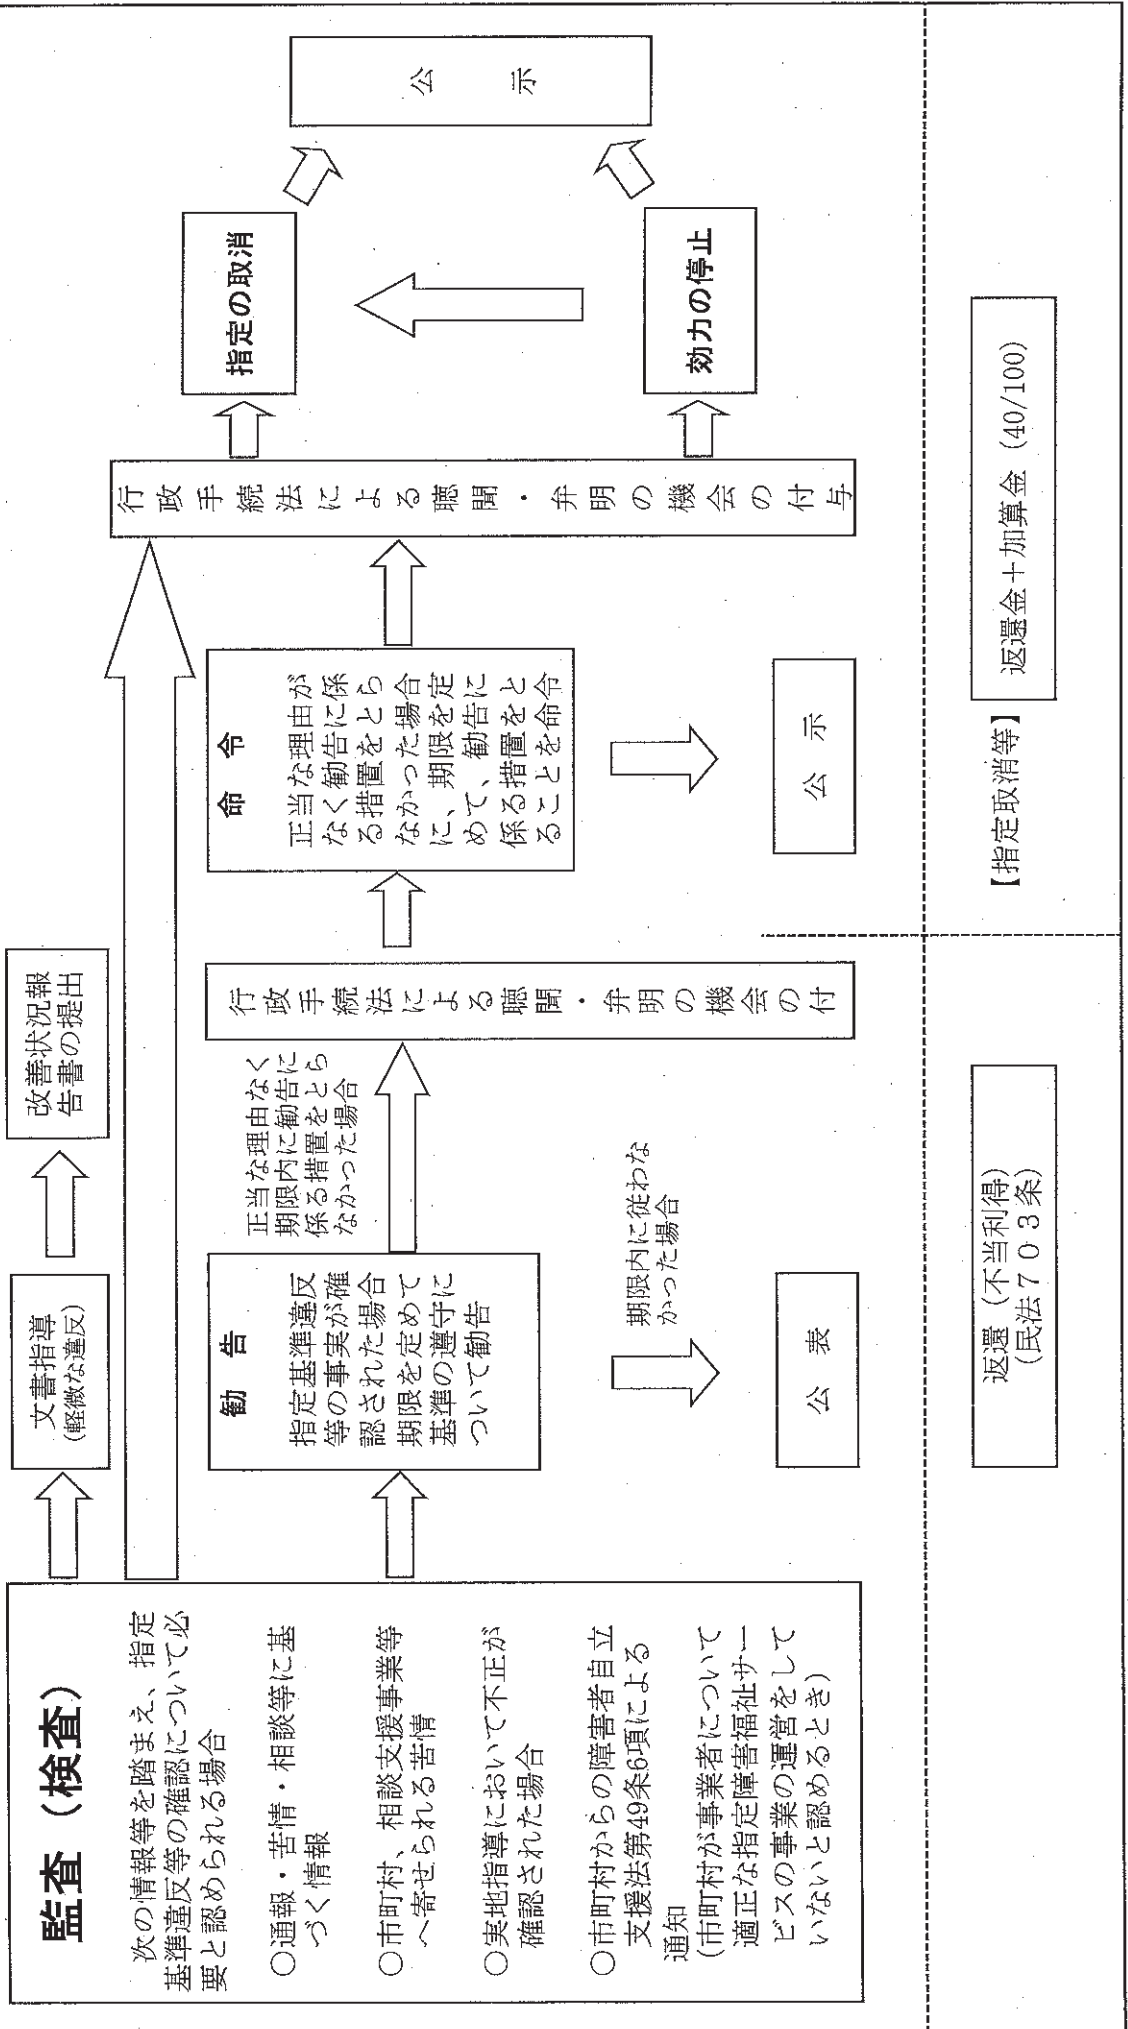 監査（検査）
次の情報等を踏まえ、指定
基準違反等の確認について必
要と認められる場合
○通報・苦情・相談等に基
づく情報
○市町村、相談支援事業等
へ寄せられる苦情
○実地指導において不正が
確認された場合
○市町村からの障害者自立
支援法第49条6項による
通知
(市町村が事業者について
適正な指定障害福祉サー
ビスの事業の運営をして
いないと認めるとき)
文書指導
(軽微な違反)
改善状況報
告書の提出
勧　告
指定基準違反
等の事実が確
認された場合
期限を定めて
基準の遵守に
ついて勧告
正当な理由なく
期限内に勧告に
係る措置をとら
なかった場合
期限内に従わな
かった場合
公　表
行政手続法による聴聞・弁明の機会の付
命　令
正当な理由が
なく勧告に係
る措置をとら
なかった場合
に、期限を定
めて、勧告に
係る措置をと
ることを命令
公　示
行政手続法による聴聞・弁明の機会の付与
指定の取消
効力の停止
公　示
返還（不当利得）
(民法７０３条)
【指定取消等】
返還金＋加算金（40/100）